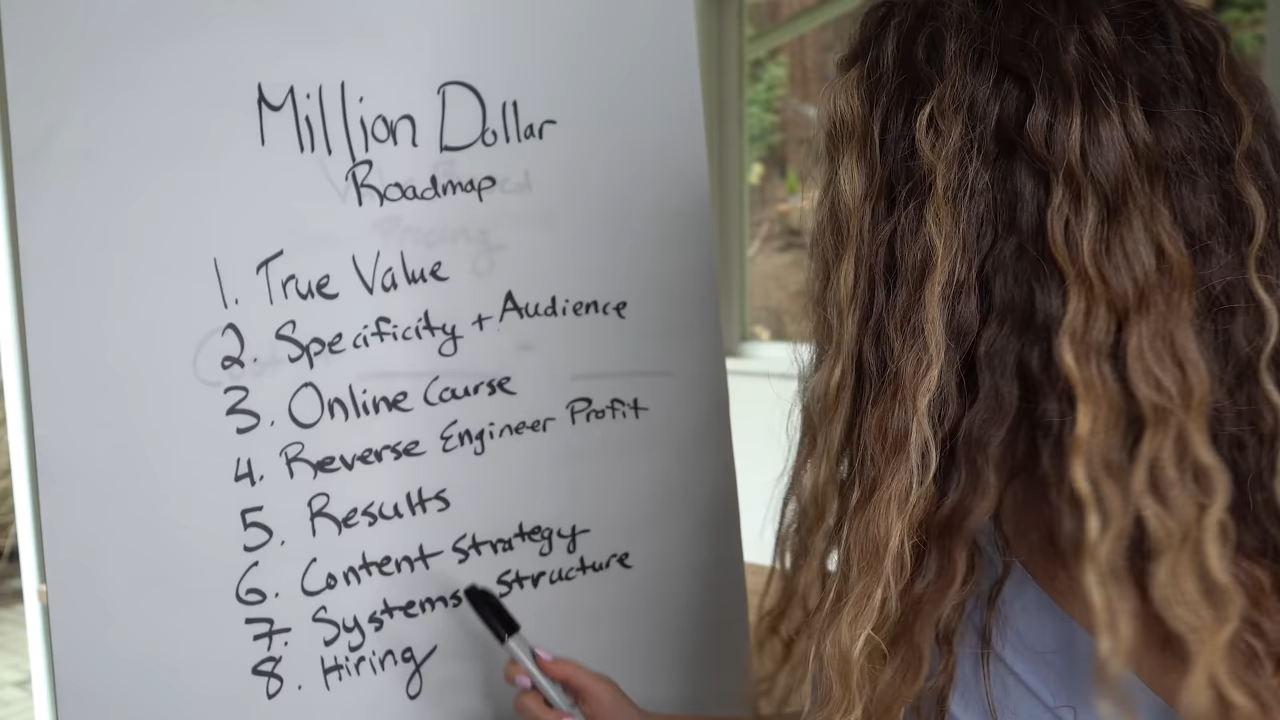 Million Dollar
Roadmap
1. True Value
2. Specificity + Audience
3. Online Course
4. Reverse Engineer Profit
5. Results
6. Content Strategy
7. Systems Structure
8. Hiring